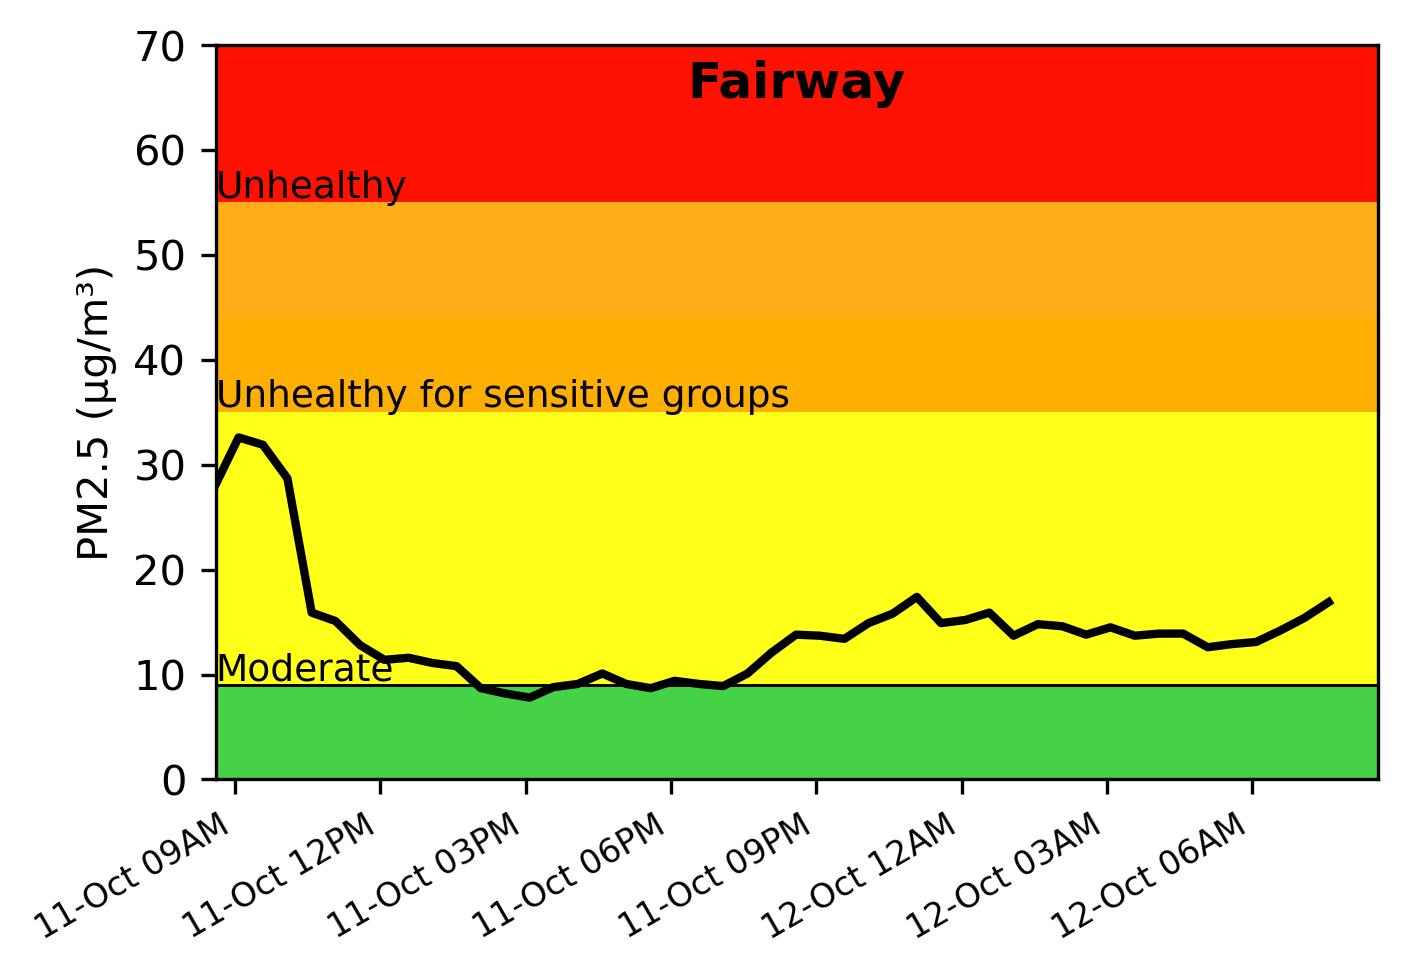 Fairway
70
60
50
40
30
20
10
0
PM2.5 (µg/m³)
Unhealthy
Unhealthy for sensitive groups
Moderate
11-Oct 09AM
11-Oct 12PM
11-Oct 03PM
11-Oct 06PM
11-Oct 09PM
12-Oct 12AM
12-Oct 03AM
12-Oct 06AM